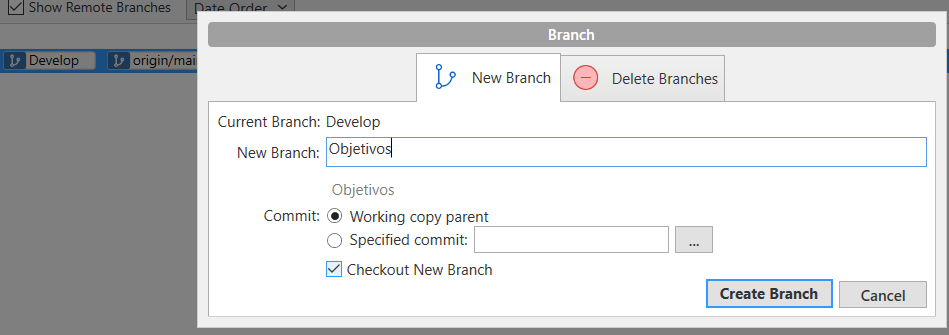 Show Remote Branches Date Order
Branch
Develop origin/mai
New Branch Delete Branches
Current Branch: Develop
New Branch: Objetivos
Objetivos
Commit: Working copy parent
Specified commit: ...
Checkout New Branch
Create Branch Cancel